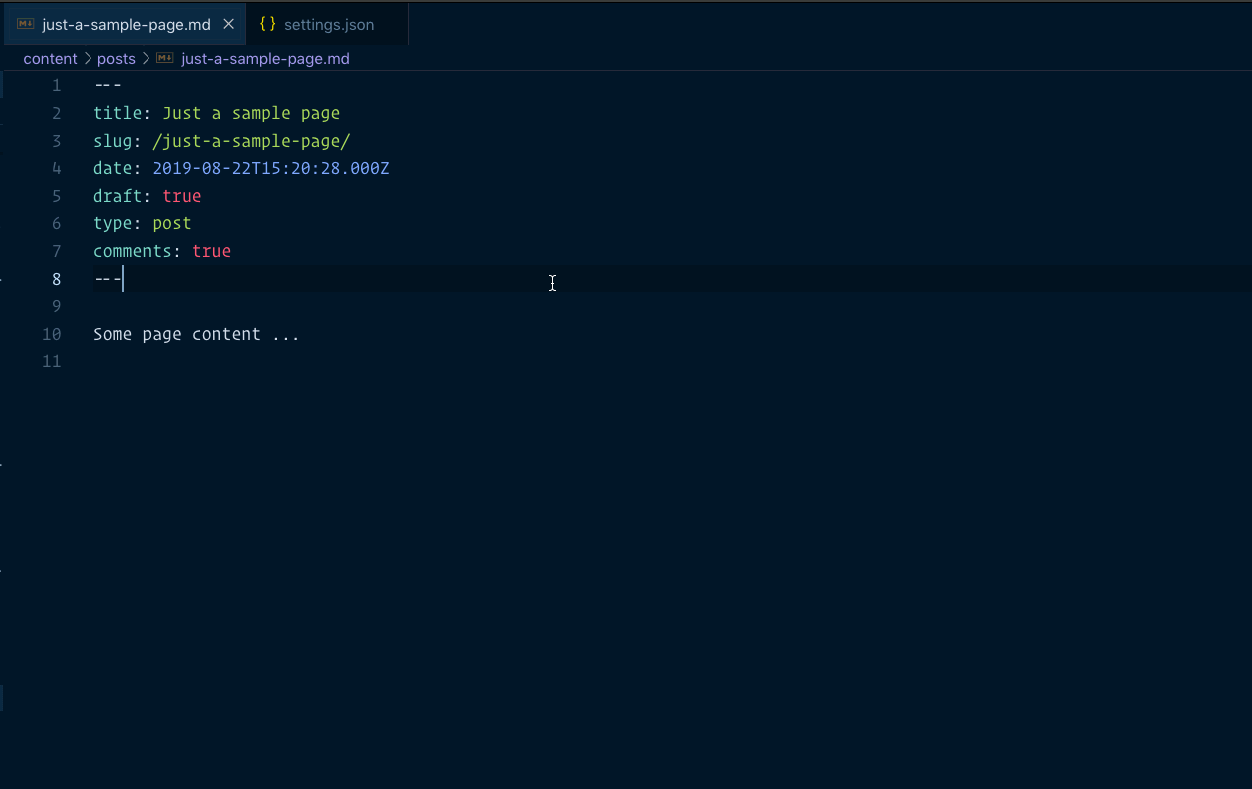 just-a-sample-page.md × {} settings.json
content > posts > just-a-sample-page.md
1 ---
2 title: Just a sample page
3 slug: /just-a-sample-page/
4 date: 2019-08-22T15:20:28.000Z
5 draft: true
6 type: post
7 comments: true
8 ---
9
10 Some page content ...
11